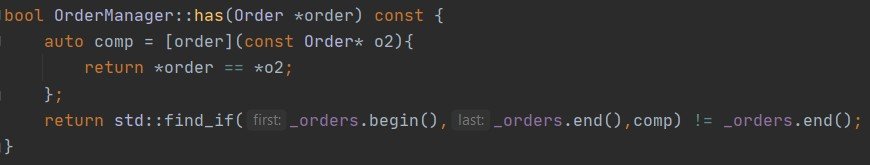 bool OrderManager::has(Order *order) const {
    auto comp = [order](const Order* o2){
        return *order == *o2;
    };
    return std::find_if( first: _orders.begin(), last: _orders.end(),comp) != _orders.end();
}